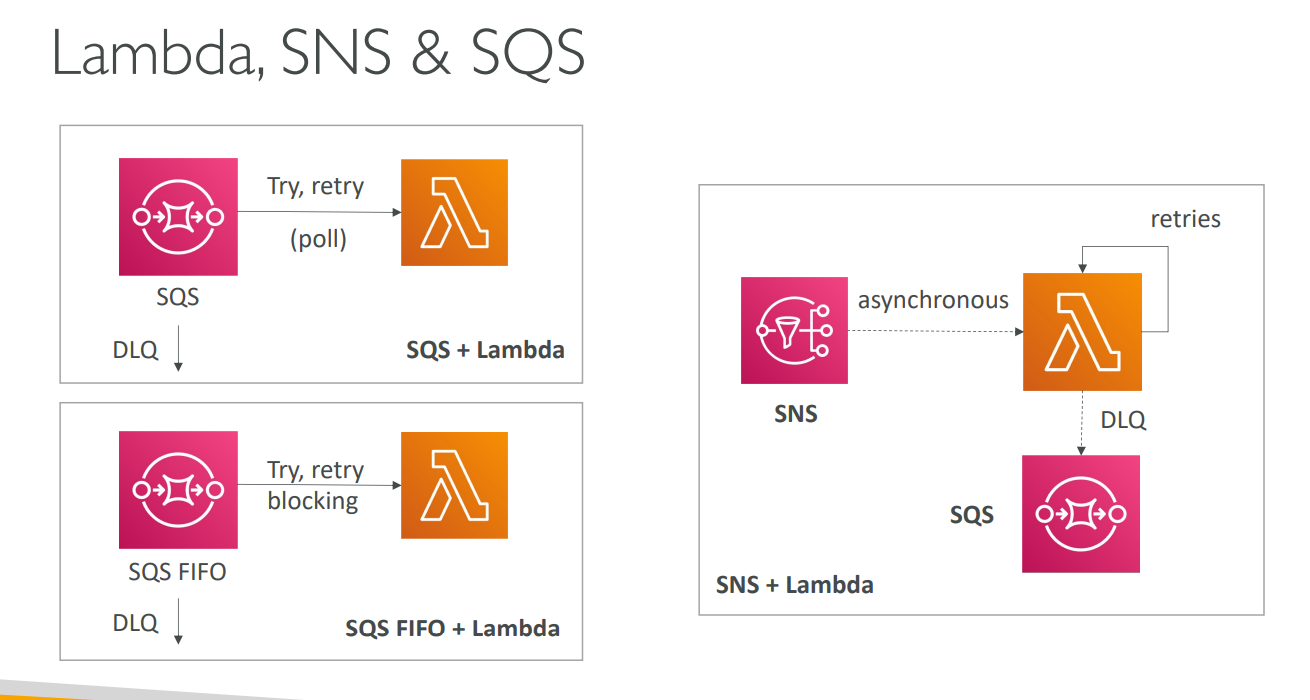 Lambda, SNS & SQS
Try, retry
(poll)
SQS
DLQ
SQS + Lambda
Try, retry
blocking
SQS FIFO
DLQ
SQS FIFO + Lambda
retries
asynchronous
SNS
DLQ
SQS
SNS + Lambda